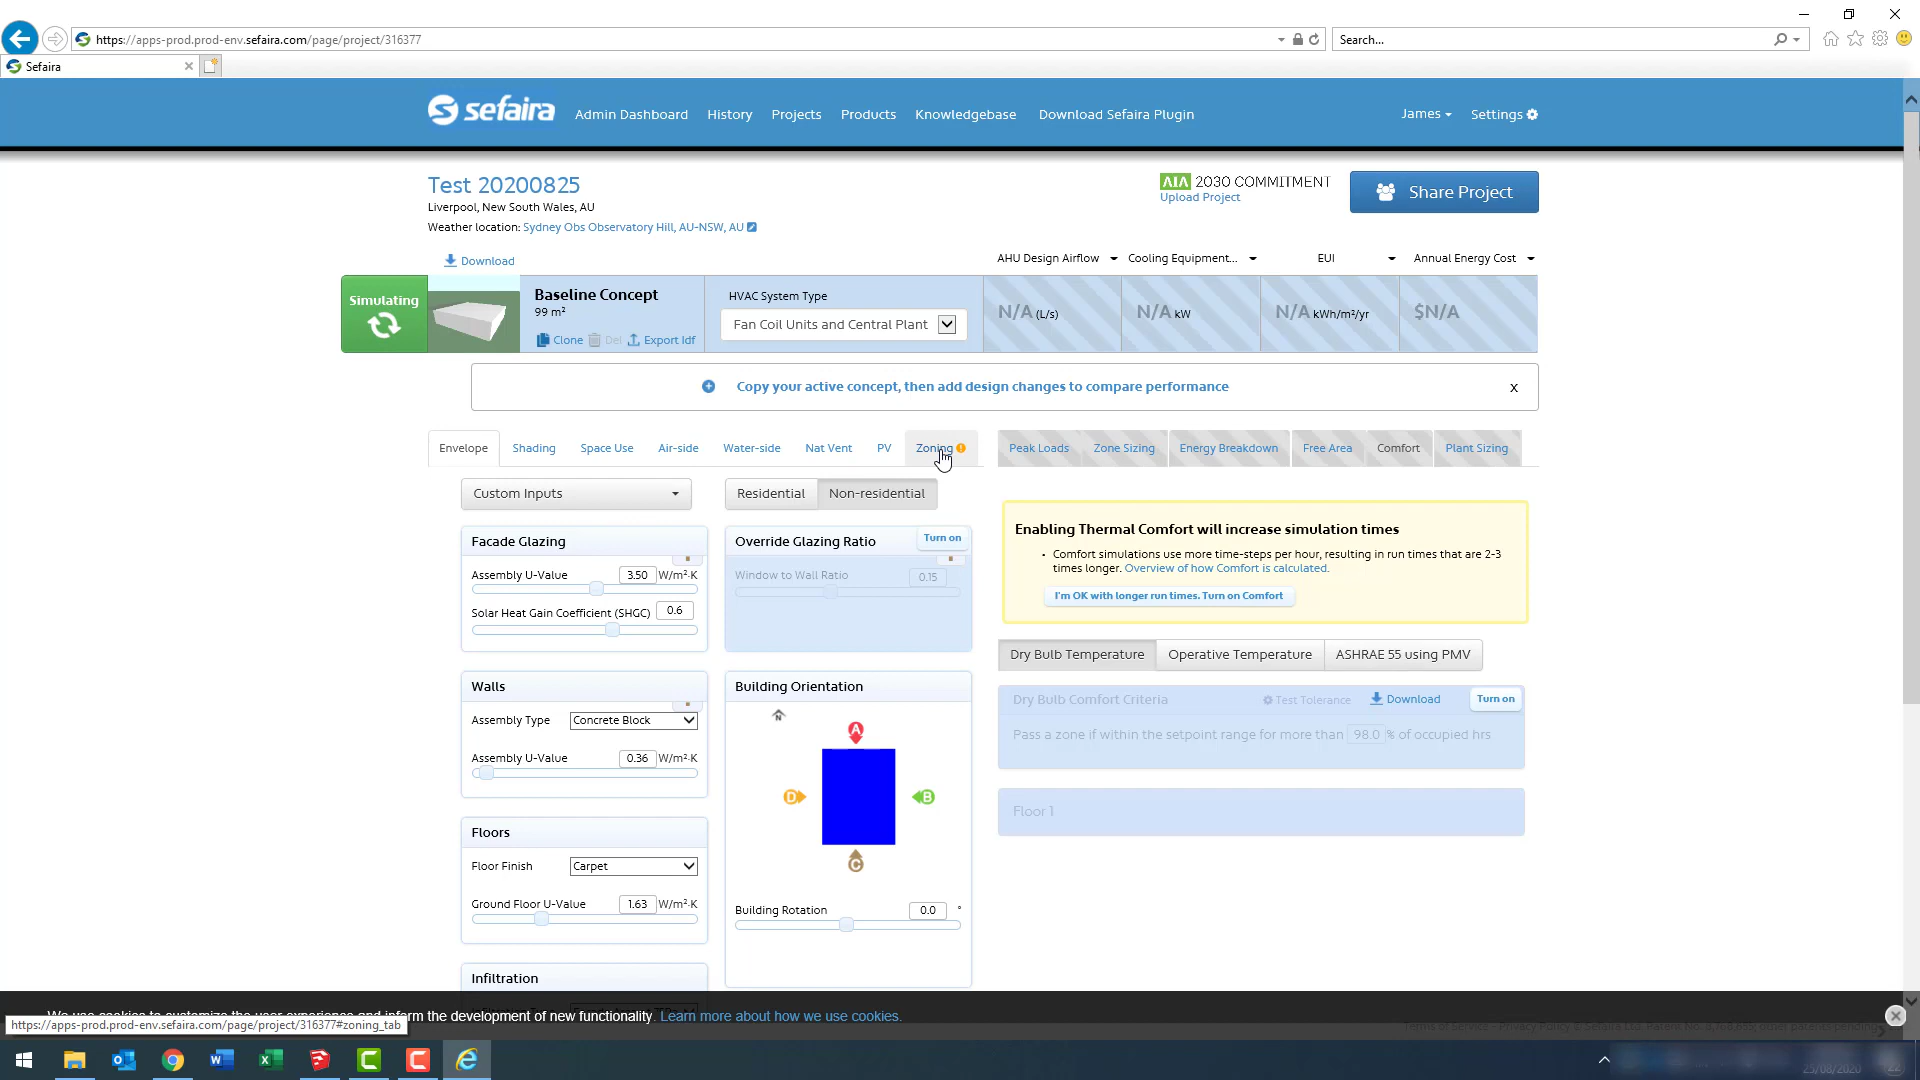 https://apps-prod.prod-env.sefaira.com/page/project/316377
Search...
Sefaira
sefaira
Admin Dashboard
History
Projects
Products
Knowledgebase
Download Sefaira Plugin
James
Settings
Test 20200825
Liverpool, New South Wales, AU
Weather location: Sydney Obs Observatory Hill, AU-NSW, AU
AIA 2030 COMMITMENT
Upload Project
Share Project
Download
AHU Design Airflow
Cooling Equipment...
EUI
Annual Energy Cost
Simulating
Baseline Concept
99 m²
Clone
Del
Export Idf
HVAC System Type
Fan Coil Units and Central Plant
N/A (L/s)
N/A kW
N/A kWh/m²/yr
$N/A
Copy your active concept, then add design changes to compare performance
x
Envelope
Shading
Space Use
Air-side
Water-side
Nat Vent
PV
Zoning
Peak Loads
Zone Sizing
Energy Breakdown
Free Area
Comfort
Plant Sizing
Custom Inputs
Residential
Non-residential
Facade Glazing
Assembly U-Value 3.50 W/m²·K
Solar Heat Gain Coefficient (SHGC) 0.6
Override Glazing Ratio
Turn on
Window to Wall Ratio 0.15
Walls
Assembly Type Concrete Block
Assembly U-Value 0.36 W/m²·K
Building Orientation
N
A
D
B
C
Building Rotation 0.0 °
Floors
Floor Finish Carpet
Ground Floor U-Value 1.63 W/m²·K
Infiltration
Enabling Thermal Comfort will increase simulation times
• Comfort simulations use more time-steps per hour, resulting in run times that are 2-3
times longer. Overview of how Comfort is calculated.
I'm OK with longer run times. Turn on Comfort
Dry Bulb Temperature
Operative Temperature
ASHRAE 55 using PMV
Dry Bulb Comfort Criteria
Test Tolerance
Download
Turn on
Pass a zone if within the setpoint range for more than 98.0 % of occupied hrs
Floor 1
We use cookies to customize the user experience and inform the development of new functionality. Learn more about how we use cookies.
https://apps-prod.prod-env.sefaira.com/page/project/316377#zoning_tab
25/08/2020